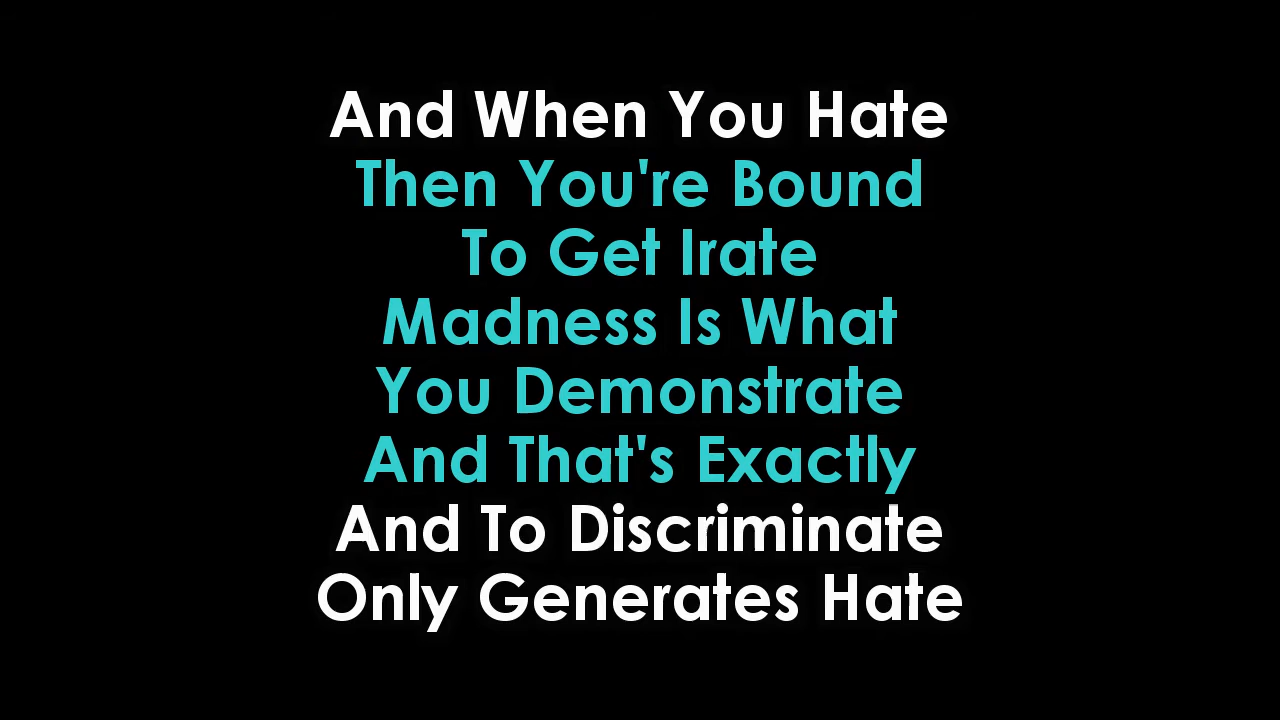 And When You Hate
Then You're Bound
To Get Irate
Madness Is What
You Demonstrate
And That's Exactly
And To Discriminate
Only Generates Hate